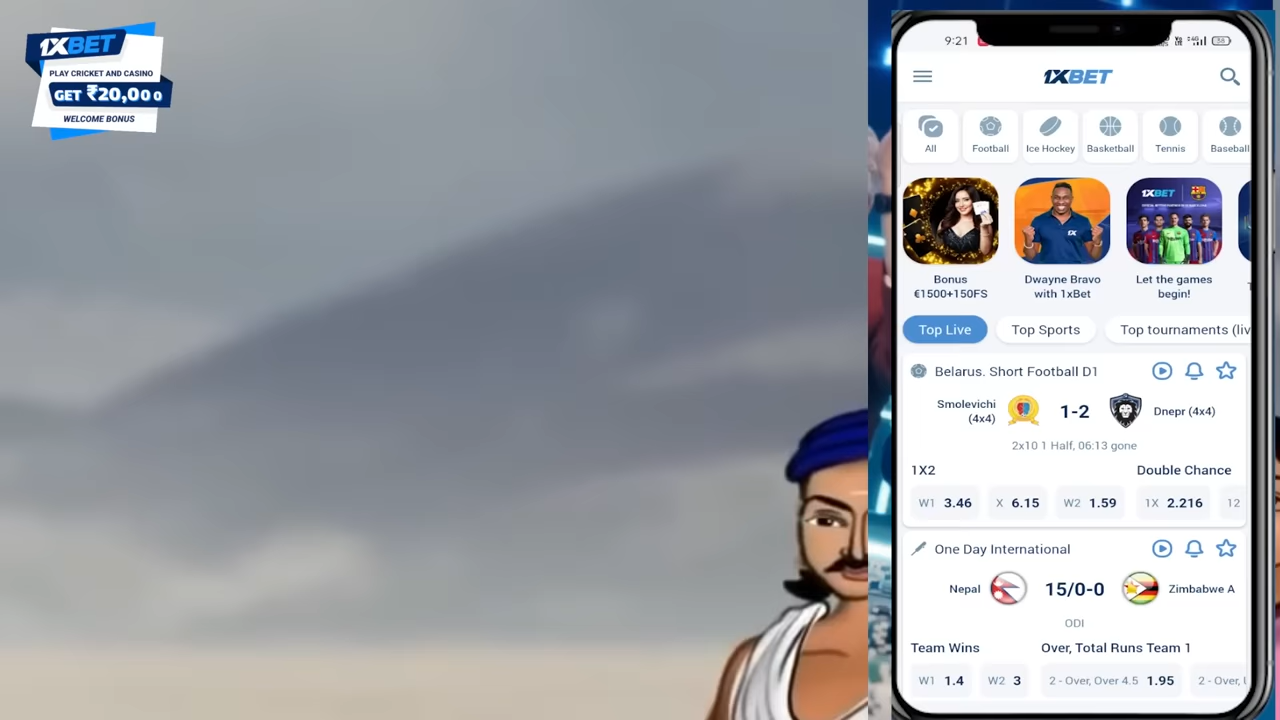 1XBET
PLAY CRICKET AND CASINO
GET ₹20,000
WELCOME BONUS
9:21
1XBET
All
Football
Ice Hockey
Basketball
Tennis
Baseball
1XBET
1X
Bonus
€1500+150FS
Dwayne Bravo
with 1xBet
Let the games
begin!
Top Live
Top Sports
Top tournaments (liv
Belarus. Short Football D1
Smolevichi
(4x4)
1-2
Dnepr (4x4)
2x10 1 Half, 06:13 gone
1X2
Double Chance
W1 3.46
X 6.15
W2 1.59
1X 2.216
12
One Day International
Nepal
15/0-0
Zimbabwe A
ODI
Team Wins
Over, Total Runs Team 1
W1 1.4
W2 3
2 - Over, Over 4.5 1.95
2 - Over,